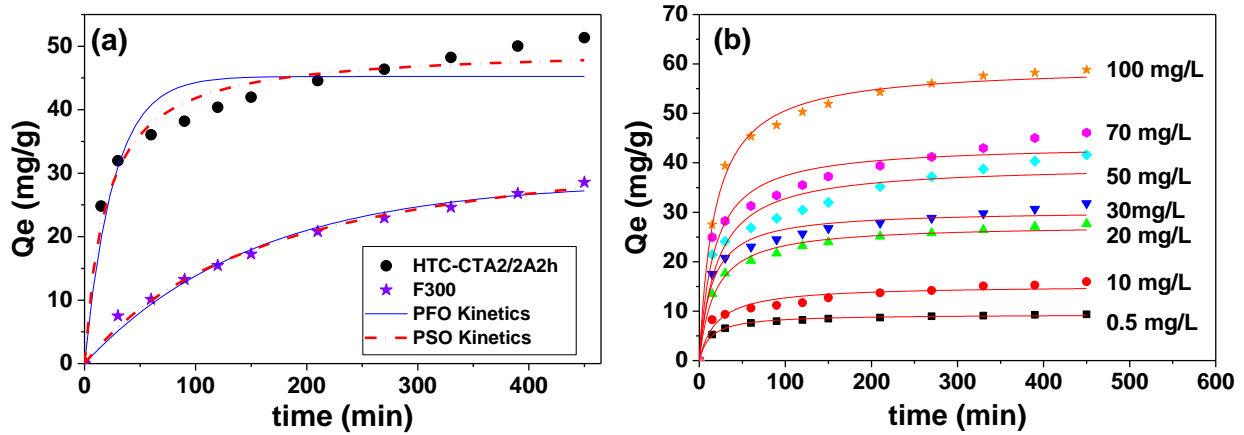 (a)
Qe (mg/g)
50
40
30
20
10
0
0
100
200
300
400
time (min)
HTC-CTA2/2A2h
F300
PFO Kinetics
PSO Kinetics
(b)
Qe (mg/g)
70
60
50
40
30
20
10
0
0
100
200
300
400
500
600
time (min)
100 mg/L
70 mg/L
50 mg/L
30mg/L
20 mg/L
10 mg/L
0.5 mg/L